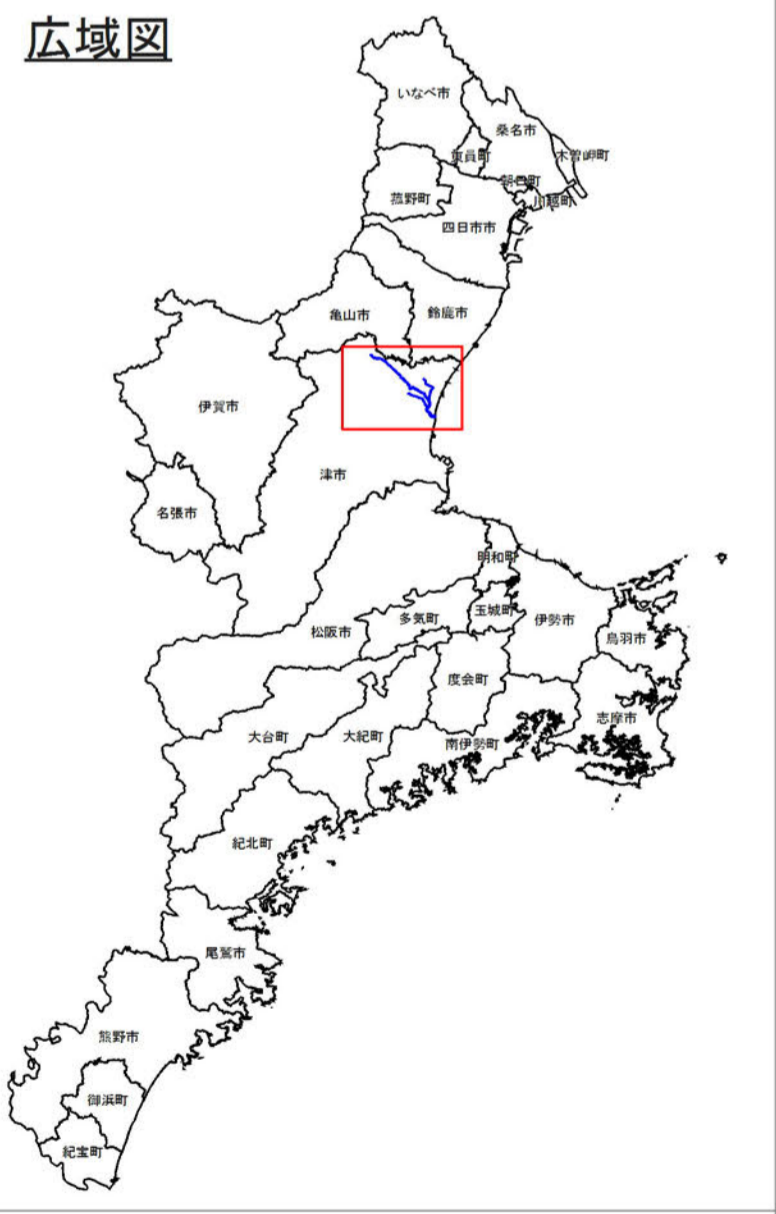 広域図
いなべ市
桑名市
東員町
木曽岬町
朝日町
川越町
菰野町
四日市市
亀山市
鈴鹿市
伊賀市
津市
名張市
明和町
多気町
玉城町
伊勢市
松阪市
鳥羽市
度会町
志摩市
大台町
大紀町
南伊勢町
紀北町
尾鷲市
熊野市
御浜町
紀宝町